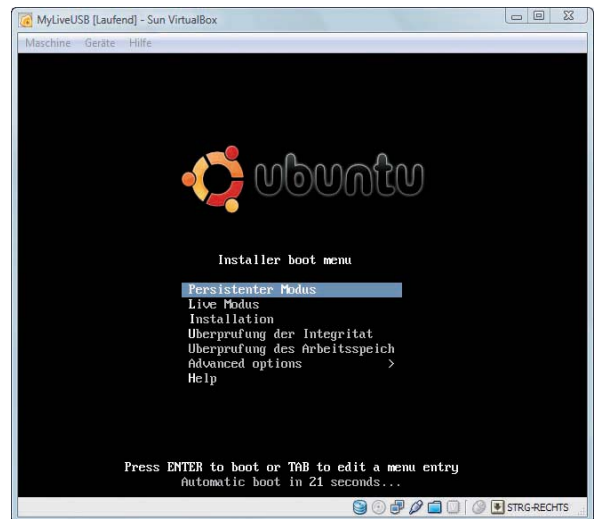 MyLiveUSB [Laufend] - Sun VirtualBox
Maschine Geräte Hilfe
ubuntu
Installer boot menu
Persistenter Modus
Live Modus
Installation
Uberprufung der Integritat
Uberprufung des Arbeitsspeich
Advanced options >
Help
Press ENTER to boot or TAB to edit a menu entry
Automatic boot in 21 seconds...
STRG-RECHTS